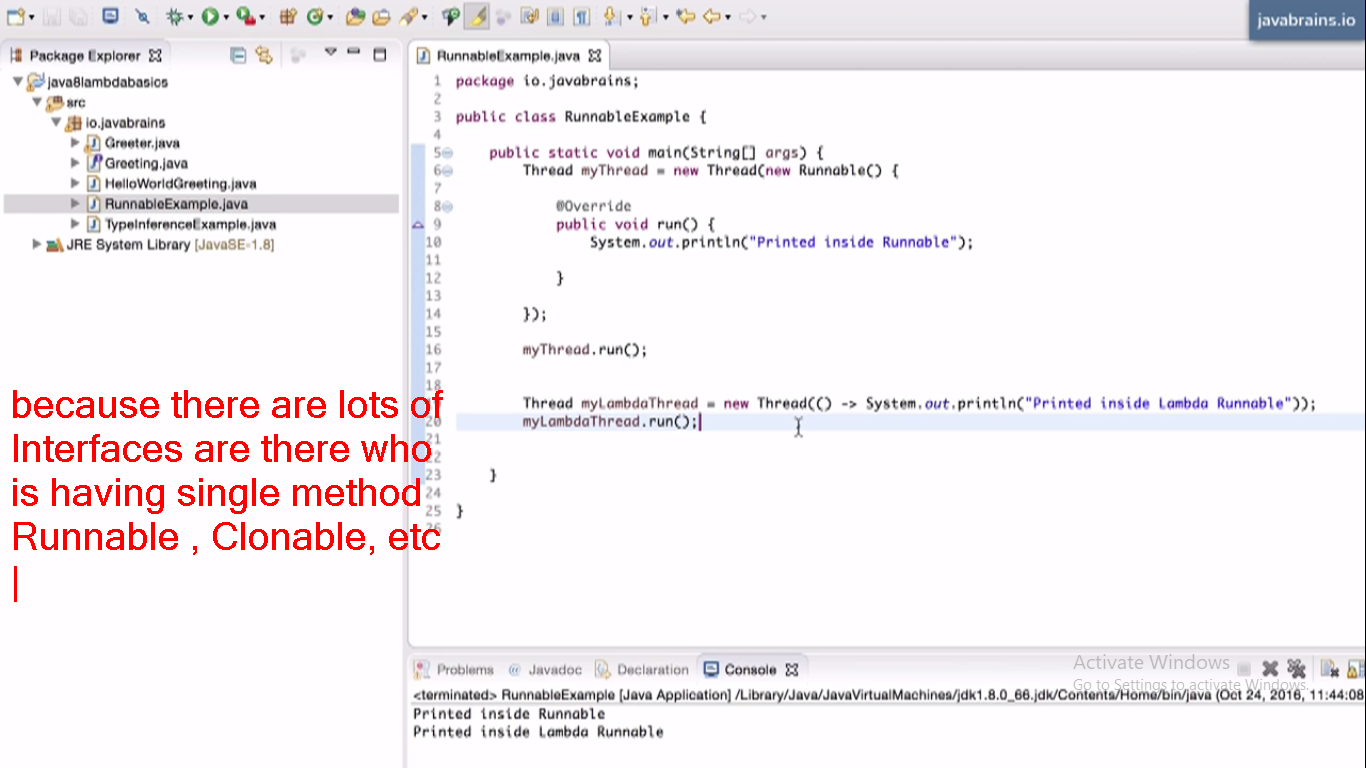 javabrains.io
Package Explorer
java8lambdabasics
src
io.javabrains
Greeter.java
Greeting.java
HelloWorldGreeting.java
RunnableExample.java
TypeInferenceExample.java
JRE System Library [JavaSE-1.8]
because there are lots of
Interfaces are there who
is having single method
Runnable , Clonable, etc
RunnableExample.java
1 package io.javabrains;
2
3 public class RunnableExample {
4
5 public static void main(String[] args) {
6 Thread myThread = new Thread(new Runnable() {
7
8 @Override
9 public void run() {
10 System.out.println("Printed inside Runnable");
11
12 }
13
14 });
15
16 myThread.run();
17
18
Thread myLambdaThread = new Thread(() -> System.out.println("Printed inside Lambda Runnable"));
20 myLambdaThread.run();
21
22
23 }
24
25 }
26
Problems @ Javadoc Declaration Console
Activate Windows
Go to Settings to activate Windows.
<terminated> RunnableExample [Java Application] /Library/Java/JavaVirtualMachines/jdk1.8.0_66.jdk/Contents/Home/bin/java (Oct 24, 2016, 11:44:08
Printed inside Runnable
Printed inside Lambda Runnable